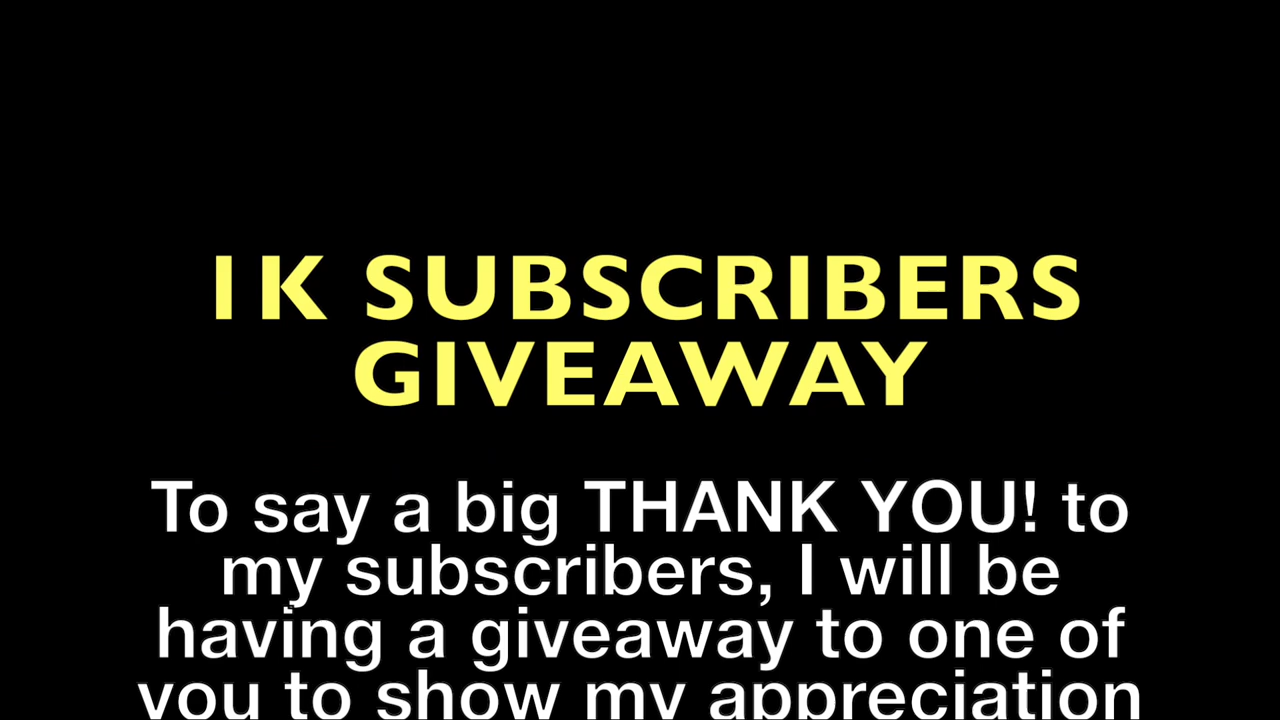 1K SUBSCRIBERS
GIVEAWAY
To say a big THANK YOU! to
my subscribers, I will be
having a giveaway to one of
you to show my appreciation